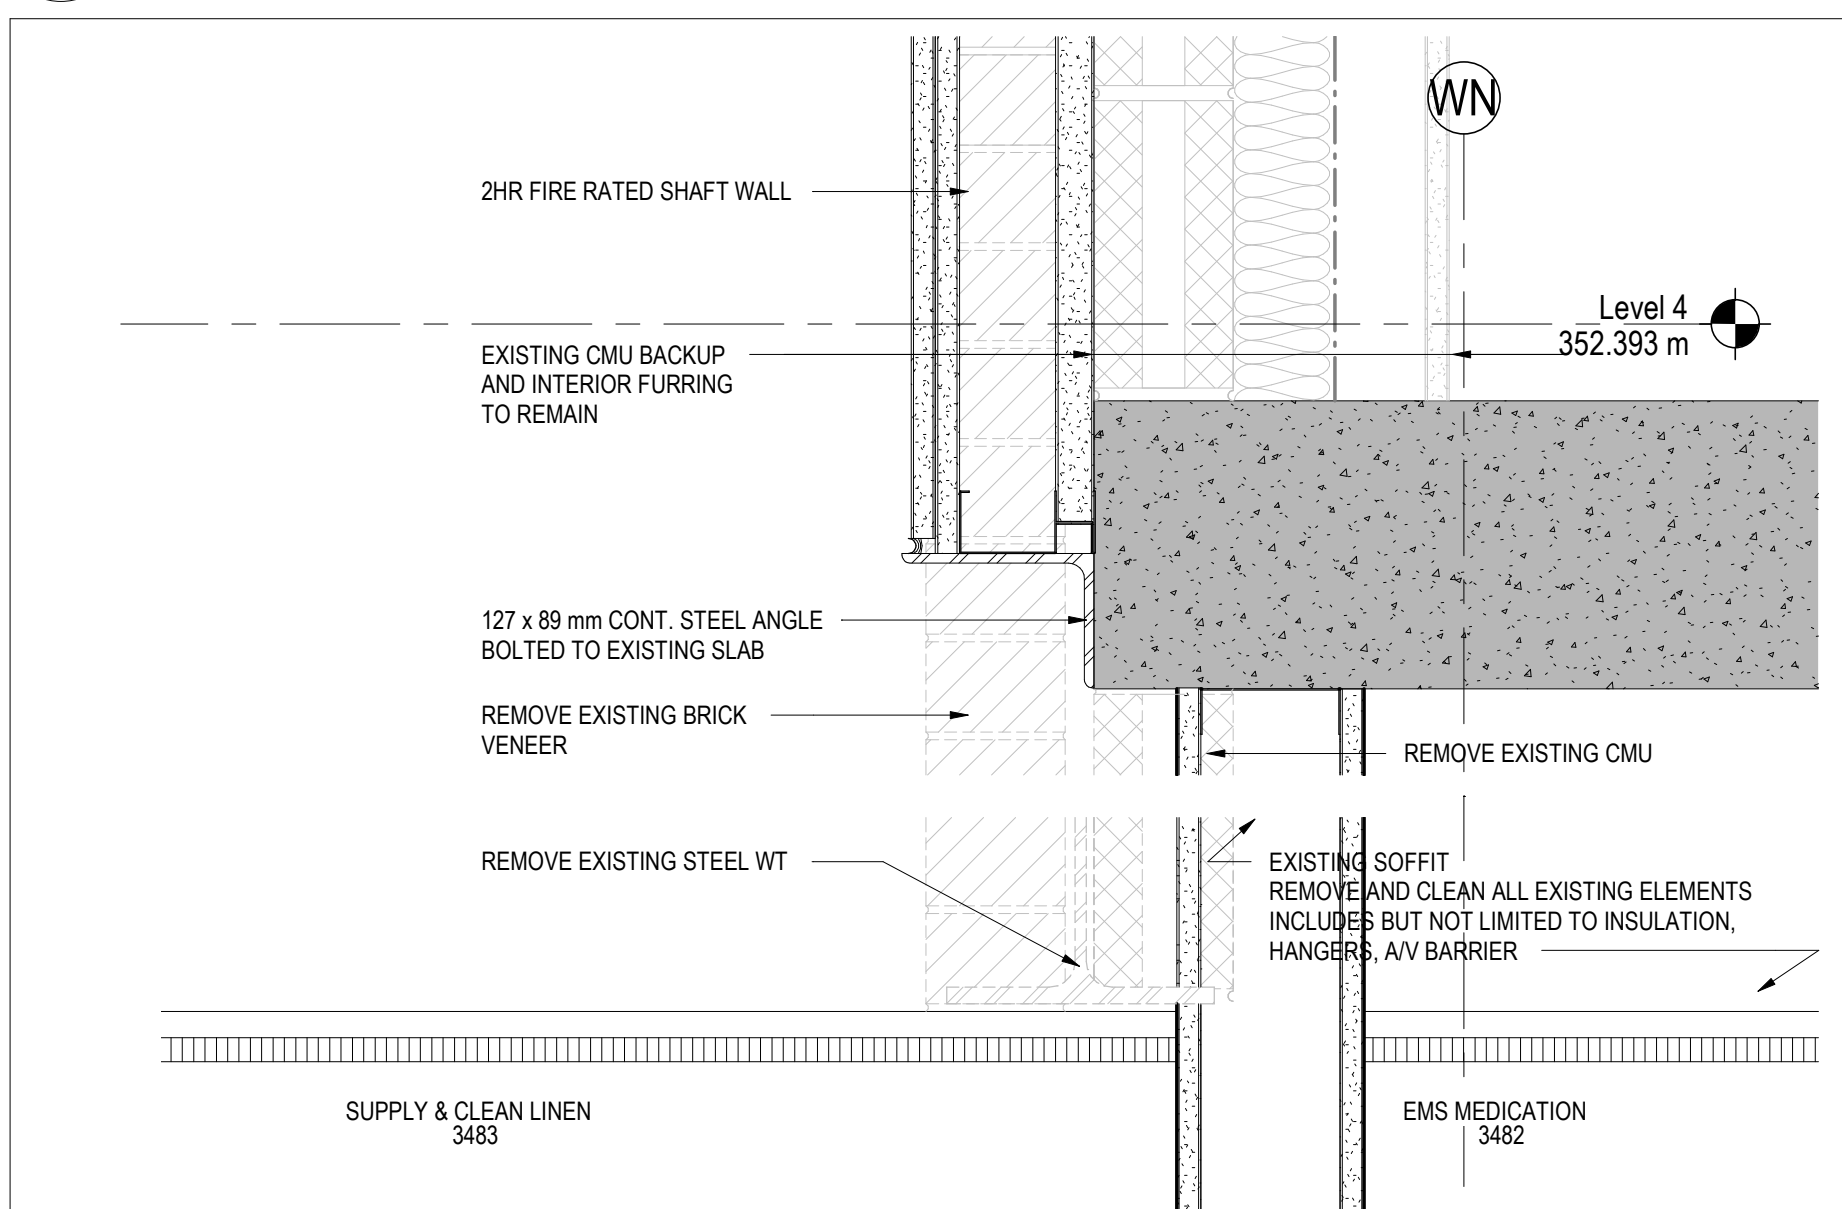 WN
2HR FIRE RATED SHAFT WALL
Level 4
352.393 m
EXISTING CMU BACKUP
AND INTERIOR FURRING
TO REMAIN
127 x 89 mm CONT. STEEL ANGLE
BOLTED TO EXISTING SLAB
REMOVE EXISTING BRICK
VENEER
REMOVE EXISTING CMU
REMOVE EXISTING STEEL WT
EXISTING SOFFIT
REMOVE AND CLEAN ALL EXISTING ELEMENTS
INCLUDES BUT NOT LIMITED TO INSULATION,
HANGERS, A/V BARRIER
SUPPLY & CLEAN LINEN
3483
EMS MEDICATION
3482